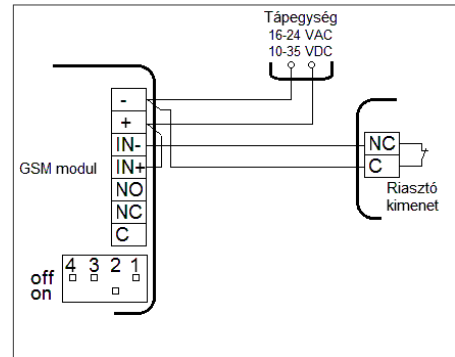 Tápegység
16-24 VAC
10-35 VDC
-
+
IN-
IN+
NO
NC
C
GSM modul
4 3 2 1
off
on
NC
C
Riasztó
kimenet